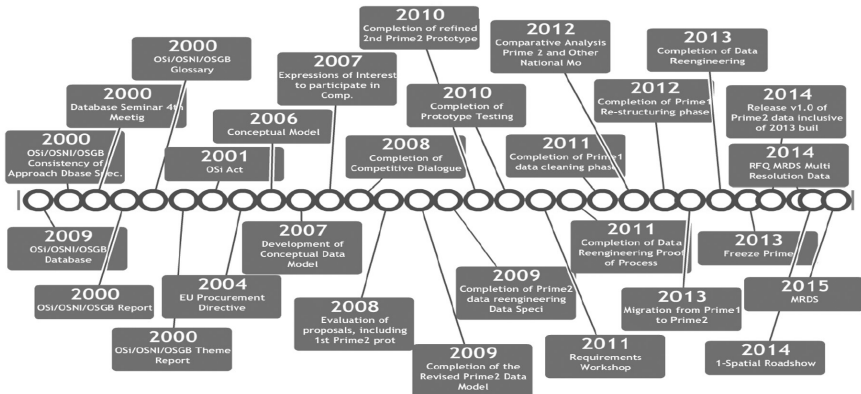 2000
OSi/OSNI/OSGB
Consistency of
Approach Dbase Spec.
2000
Database Seminar 4th
Meetig
2000
OSi/OSNI/OSGB
Glossary
2001
OSi Act
2006
Conceptual Model
2007
Expressions of Interest
to participate in
Comp.
2008
Completion of
Competitive Dialogue
2010
Completion of refined
2nd Prime2 Prototype
2010
Completion of
Prototype Testing
2011
Completion of Prime1
data cleaning phase
2012
Comparative Analysis
Prime 2 and Other
National Mo
2012
Completion of Prime1
Re-structuring phase
2013
Completion of Data
Reengineering
2014
Release v1.0 of
Prime2 data inclusive
of 2013 buil
2014
RFQ MRDS Multi
Resolution Data
2009
OSi/OSNI/OSGB
Database
2000
OSi/OSNI/OSGB Report
2000
OSi/OSNI/OSGB Theme
Report
2004
EU Procurement
Directive
2007
Development of
Conceptual Data
Model
2008
Evaluation of
proposals, including
1st Prime2 prot
2009
Completion of the
Revised Prime2 Data
Model
2009
Completion of Prime2
data reengineering
Data Speci
2011
Requirements
Workshop
2011
Completion of Data
Reengineering Proof
of Process
2013
Migration from Prime1
to Prime2
2013
Freeze Prime
2014
1-Spatial Roadshow
2015
MRDS